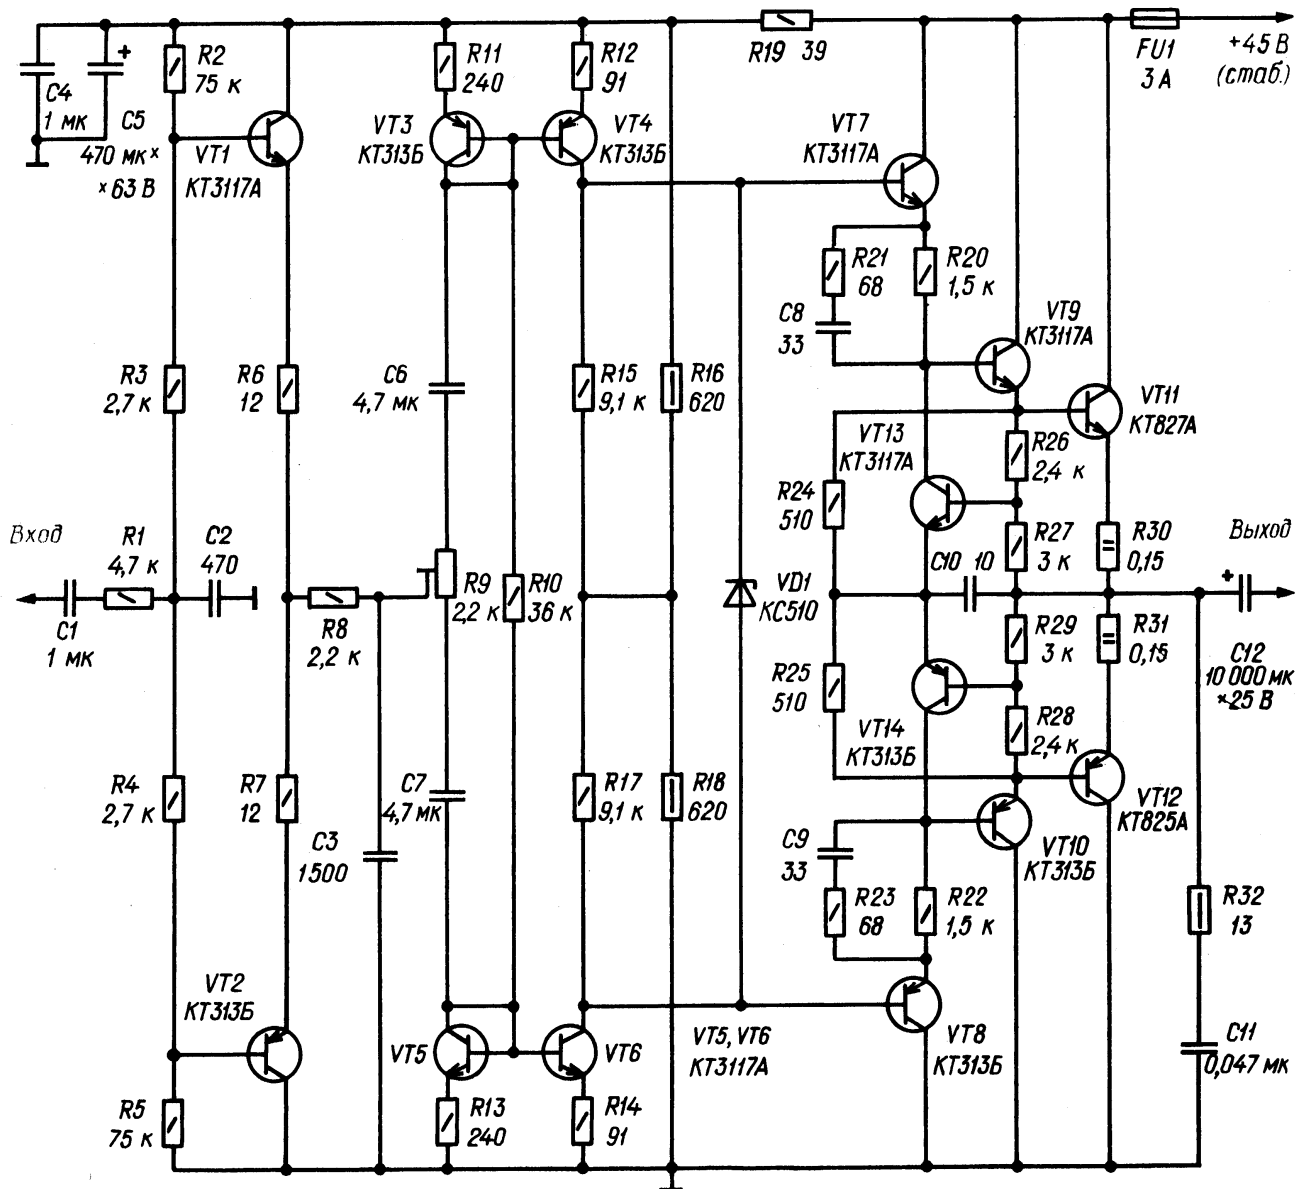 R2
75 к
C4
1 мк
C5
470 мк ×
× 63 В
VT1
КТ3117А
R11
240
R12
91
VT3
КТ313Б
VT4
КТ313Б
R19 39
FU1
3 А
+45 В
(стаб.)
VT7
КТ3117А
R21
68
R20
1,5 к
C8
33
VT9
КТ3117А
R3
2,7 к
R6
12
C6
4,7 мк
R15
9,1 к
R16
620
VT11
КТ827А
VT13
КТ3117А
R26
2,4 к
R24
510
Вход
R1
4,7 к
C2
470
C10 10
R27
3 к
R30
0,15
Выход
+
C1
1 мк
R8
2,2 к
R9
2,2 к
R10
36 к
VD1
КС510
R29
3 к
R31
0,15
C12
10 000 мк
×25 В
R25
510
VT14
КТ313Б
R28
2,4 к
R4
2,7 к
R7
12
C7
4,7 мк
R17
9,1 к
R18
620
VT12
КТ825А
C3
1500
C9
33
VT10
КТ313Б
R23
68
R22
1,5 к
R32
13
VT2
КТ313Б
VT5
VT6
VT5, VT6
КТ3117А
VT8
КТ313Б
C11
0,047 мк
R5
75 к
R13
240
R14
91